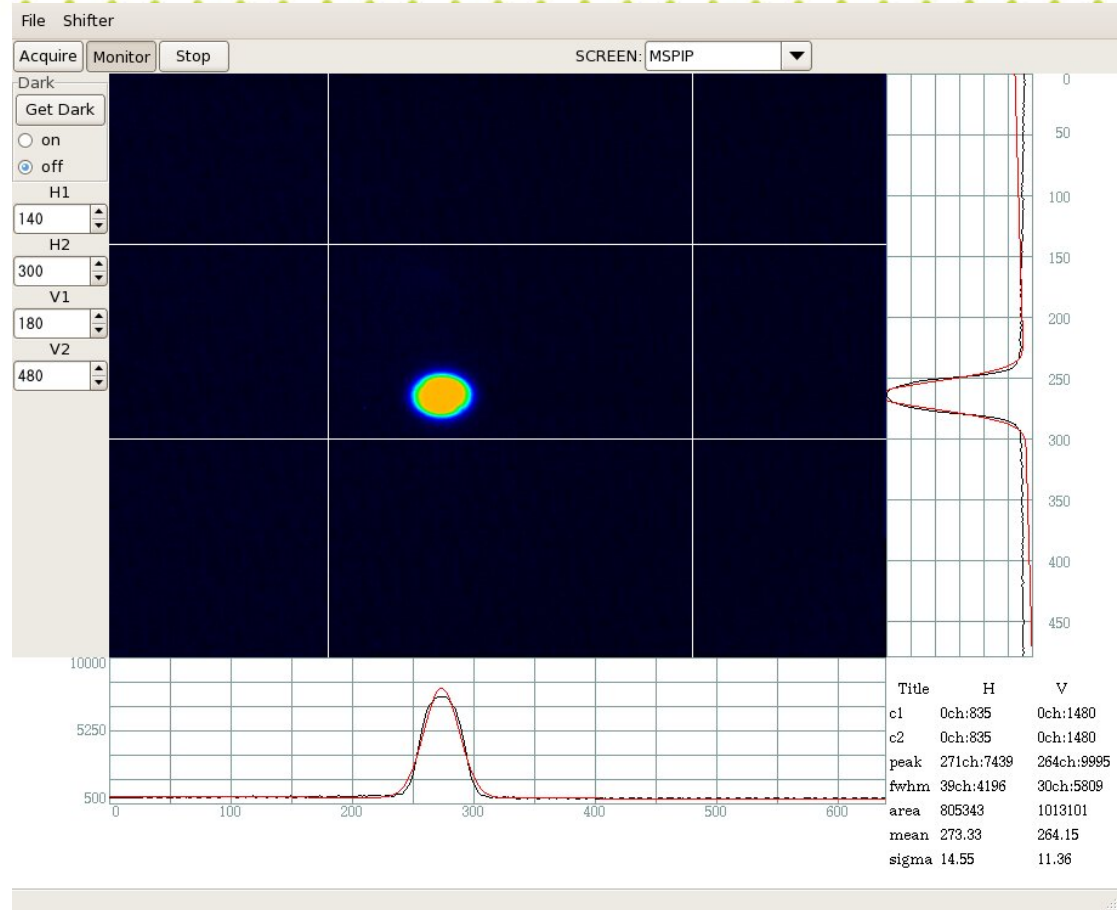 File Shifter
Acquire Monitor Stop SCREEN: MSPIP
Dark
Get Dark
on
off
H1
140
H2
300
V1
180
V2
480
0
50
100
150
200
250
300
350
400
450
10000
5250
500
0 100 200 300 400 500 600
Title H V
c1 0ch:835 0ch:1480
c2 0ch:835 0ch:1480
peak 271ch:7439 264ch:9995
fwhm 39ch:4196 30ch:5809
area 805343 1013101
mean 273.33 264.15
sigma 14.55 11.36